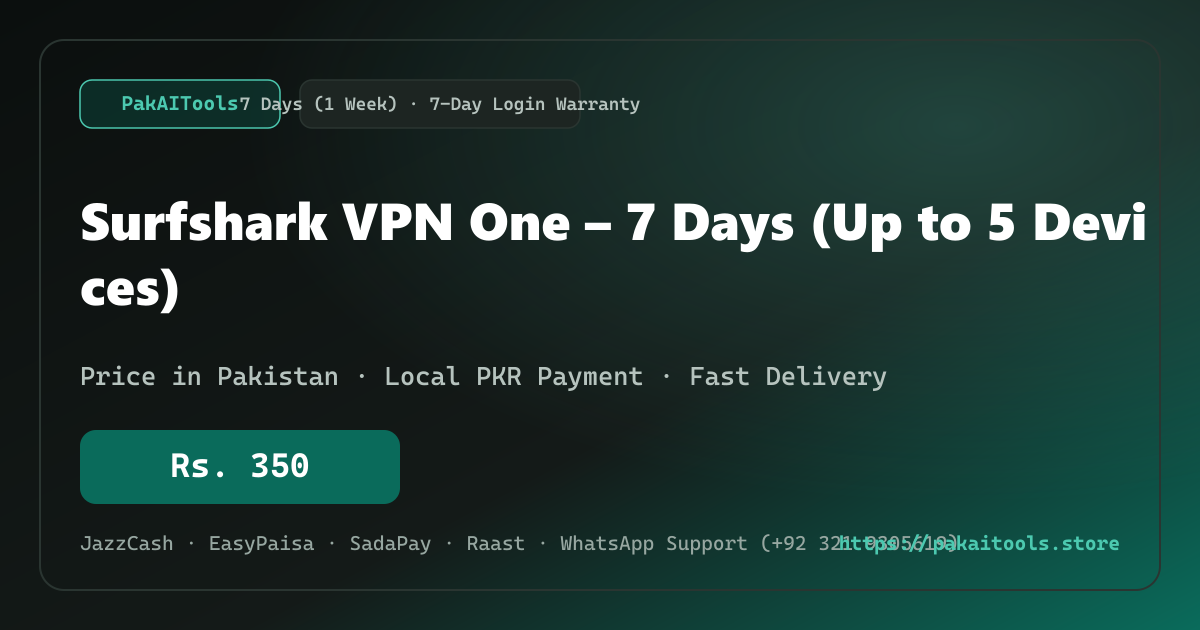 PakAITools 7 Days (1 Week) · 7-Day Login Warranty
Surfshark VPN One – 7 Days (Up to 5 Devi
ces)
Price in Pakistan · Local PKR Payment · Fast Delivery
Rs. 350
JazzCash · EasyPaisa · SadaPay · Raast · WhatsApp Support (+92 321 https://pakaitools.store